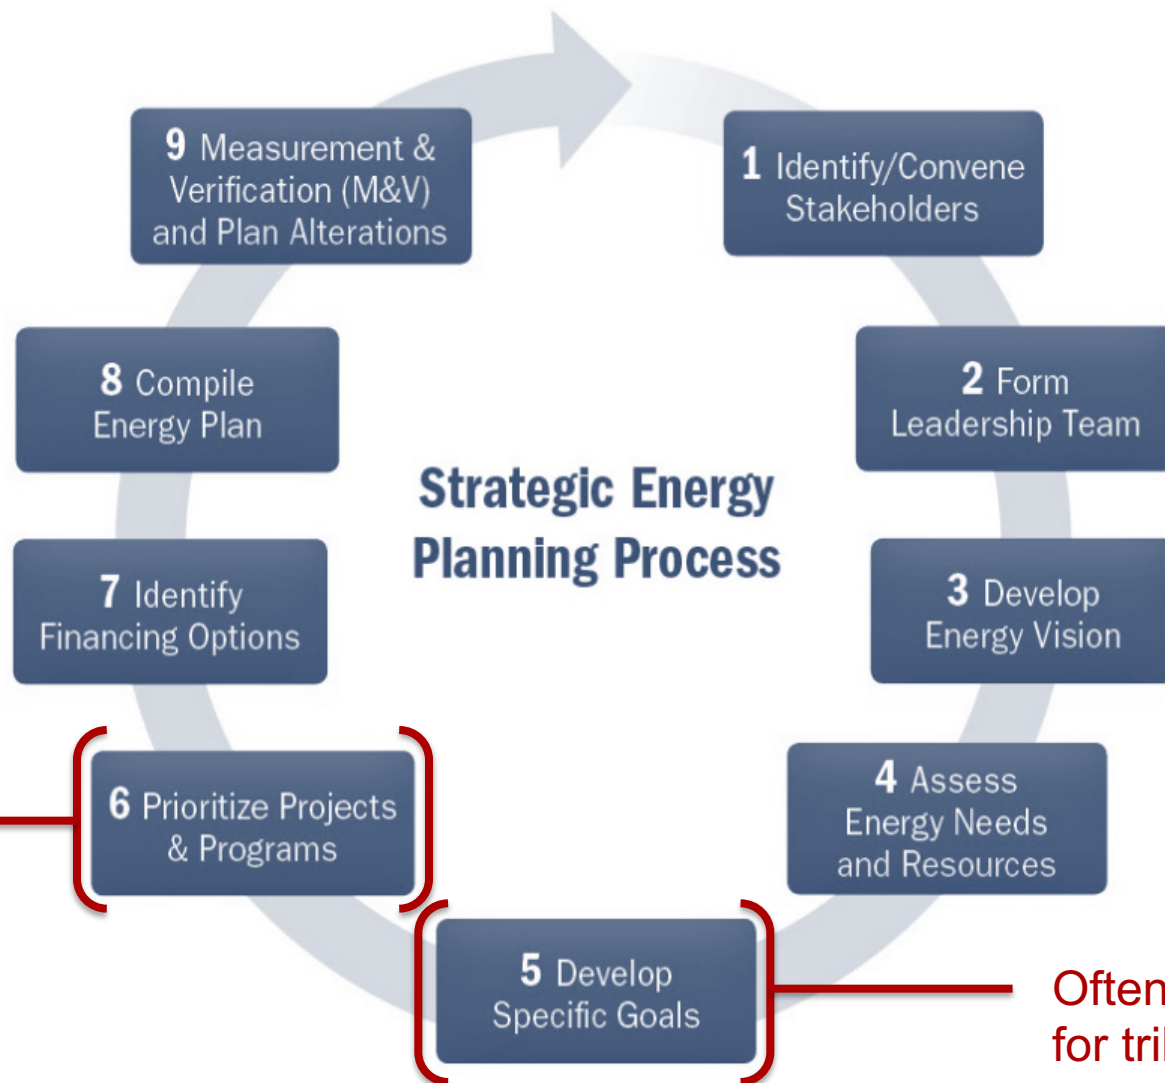 Strategic Energy
Planning Process
1 Identify/Convene
Stakeholders
2 Form
Leadership Team
3 Develop
Energy Vision
4 Assess
Energy Needs
and Resources
5 Develop
Specific Goals
6 Prioritize Projects
& Programs
7 Identify
Financing Options
8 Compile
Energy Plan
9 Measurement &
Verification (M&V)
and Plan Alterations
Often
for